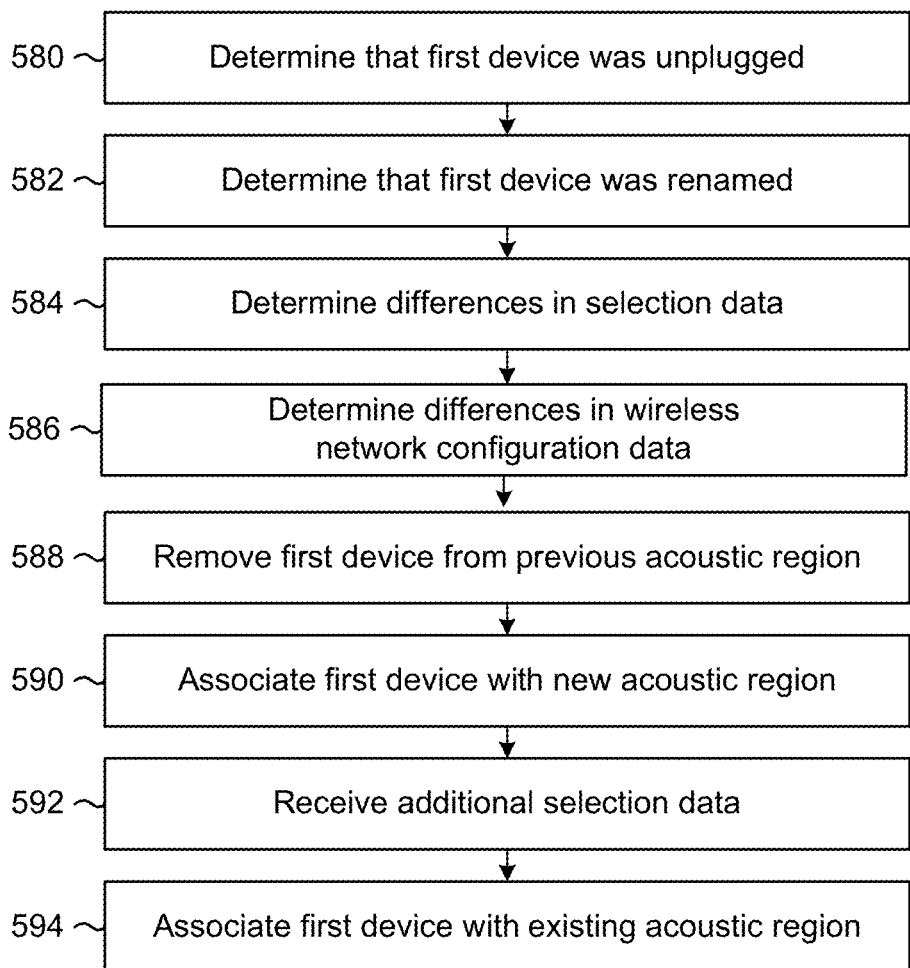 580 Determine that first device was unplugged
582 Determine that first device was renamed
584 Determine differences in selection data
586 Determine differences in wireless
network configuration data
588 Remove first device from previous acoustic region
590 Associate first device with new acoustic region
592 Receive additional selection data
594 Associate first device with existing acoustic region